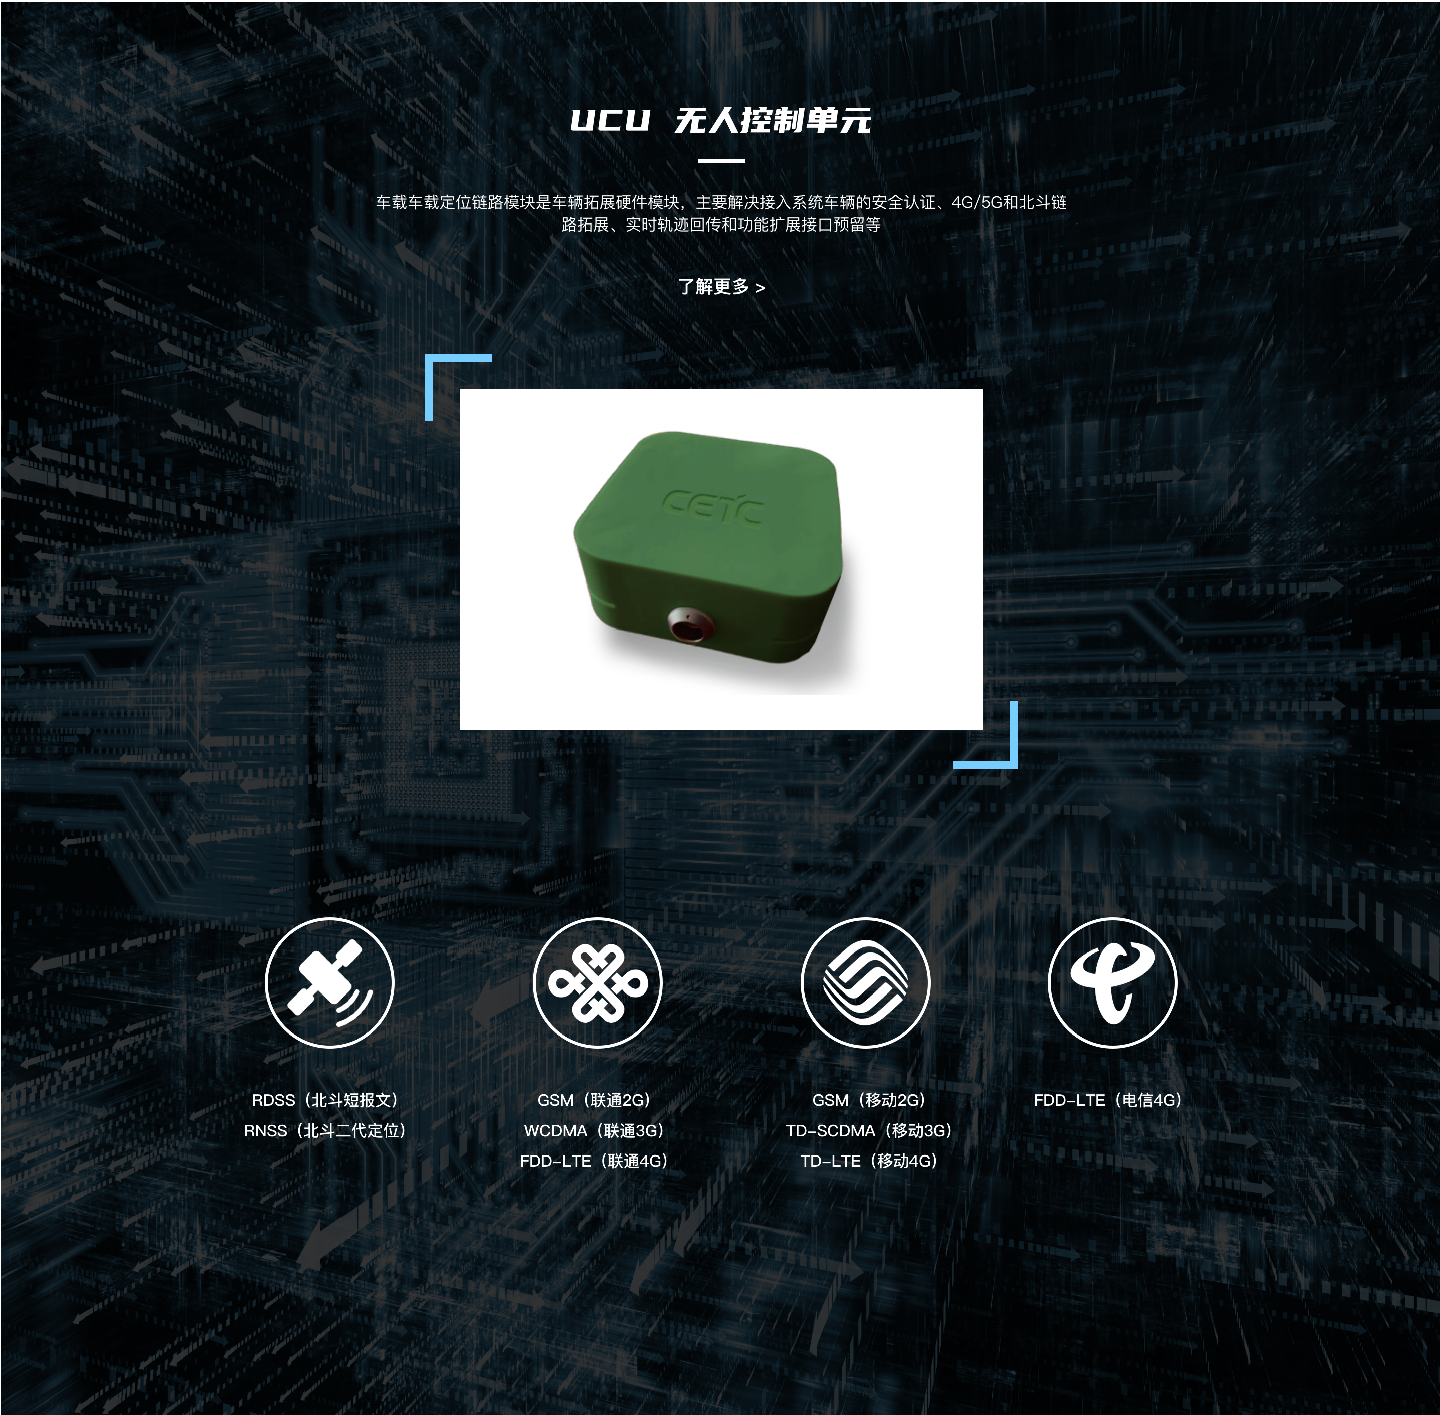 UCU 无人控制单元
车载车载定位链路模块是车辆拓展硬件模块，主要解决接入系统车辆的安全认证、4G/5G和北斗链
路拓展、实时轨迹回传和功能扩展接口预留等
了解更多 >
CETC
RDSS（北斗短报文）
RNSS（北斗二代定位）
GSM（联通2G）
WCDMA（联通3G）
FDD-LTE（联通4G）
GSM（移动2G）
TD-SCDMA（移动3G）
TD-LTE（移动4G）
FDD-LTE（电信4G）